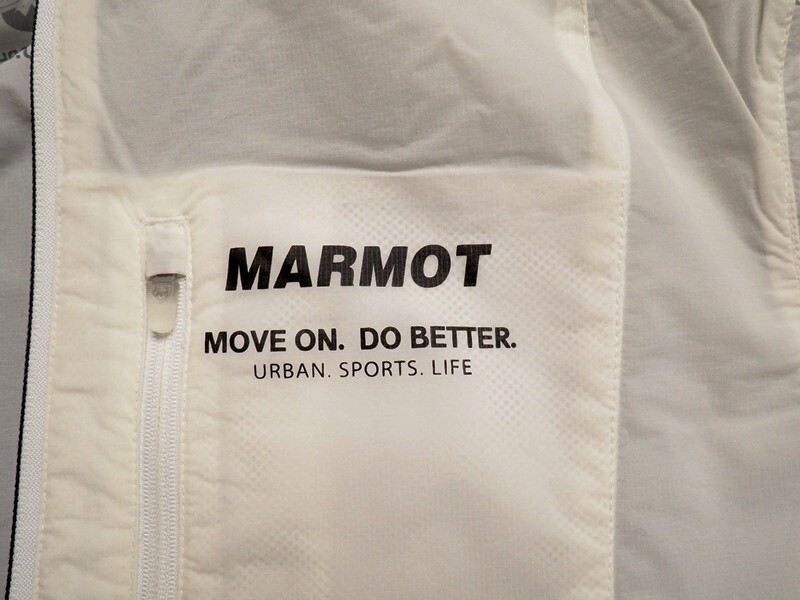 MARMOT
MOVE ON. DO BETTER.
URBAN. SPORTS. LIFE